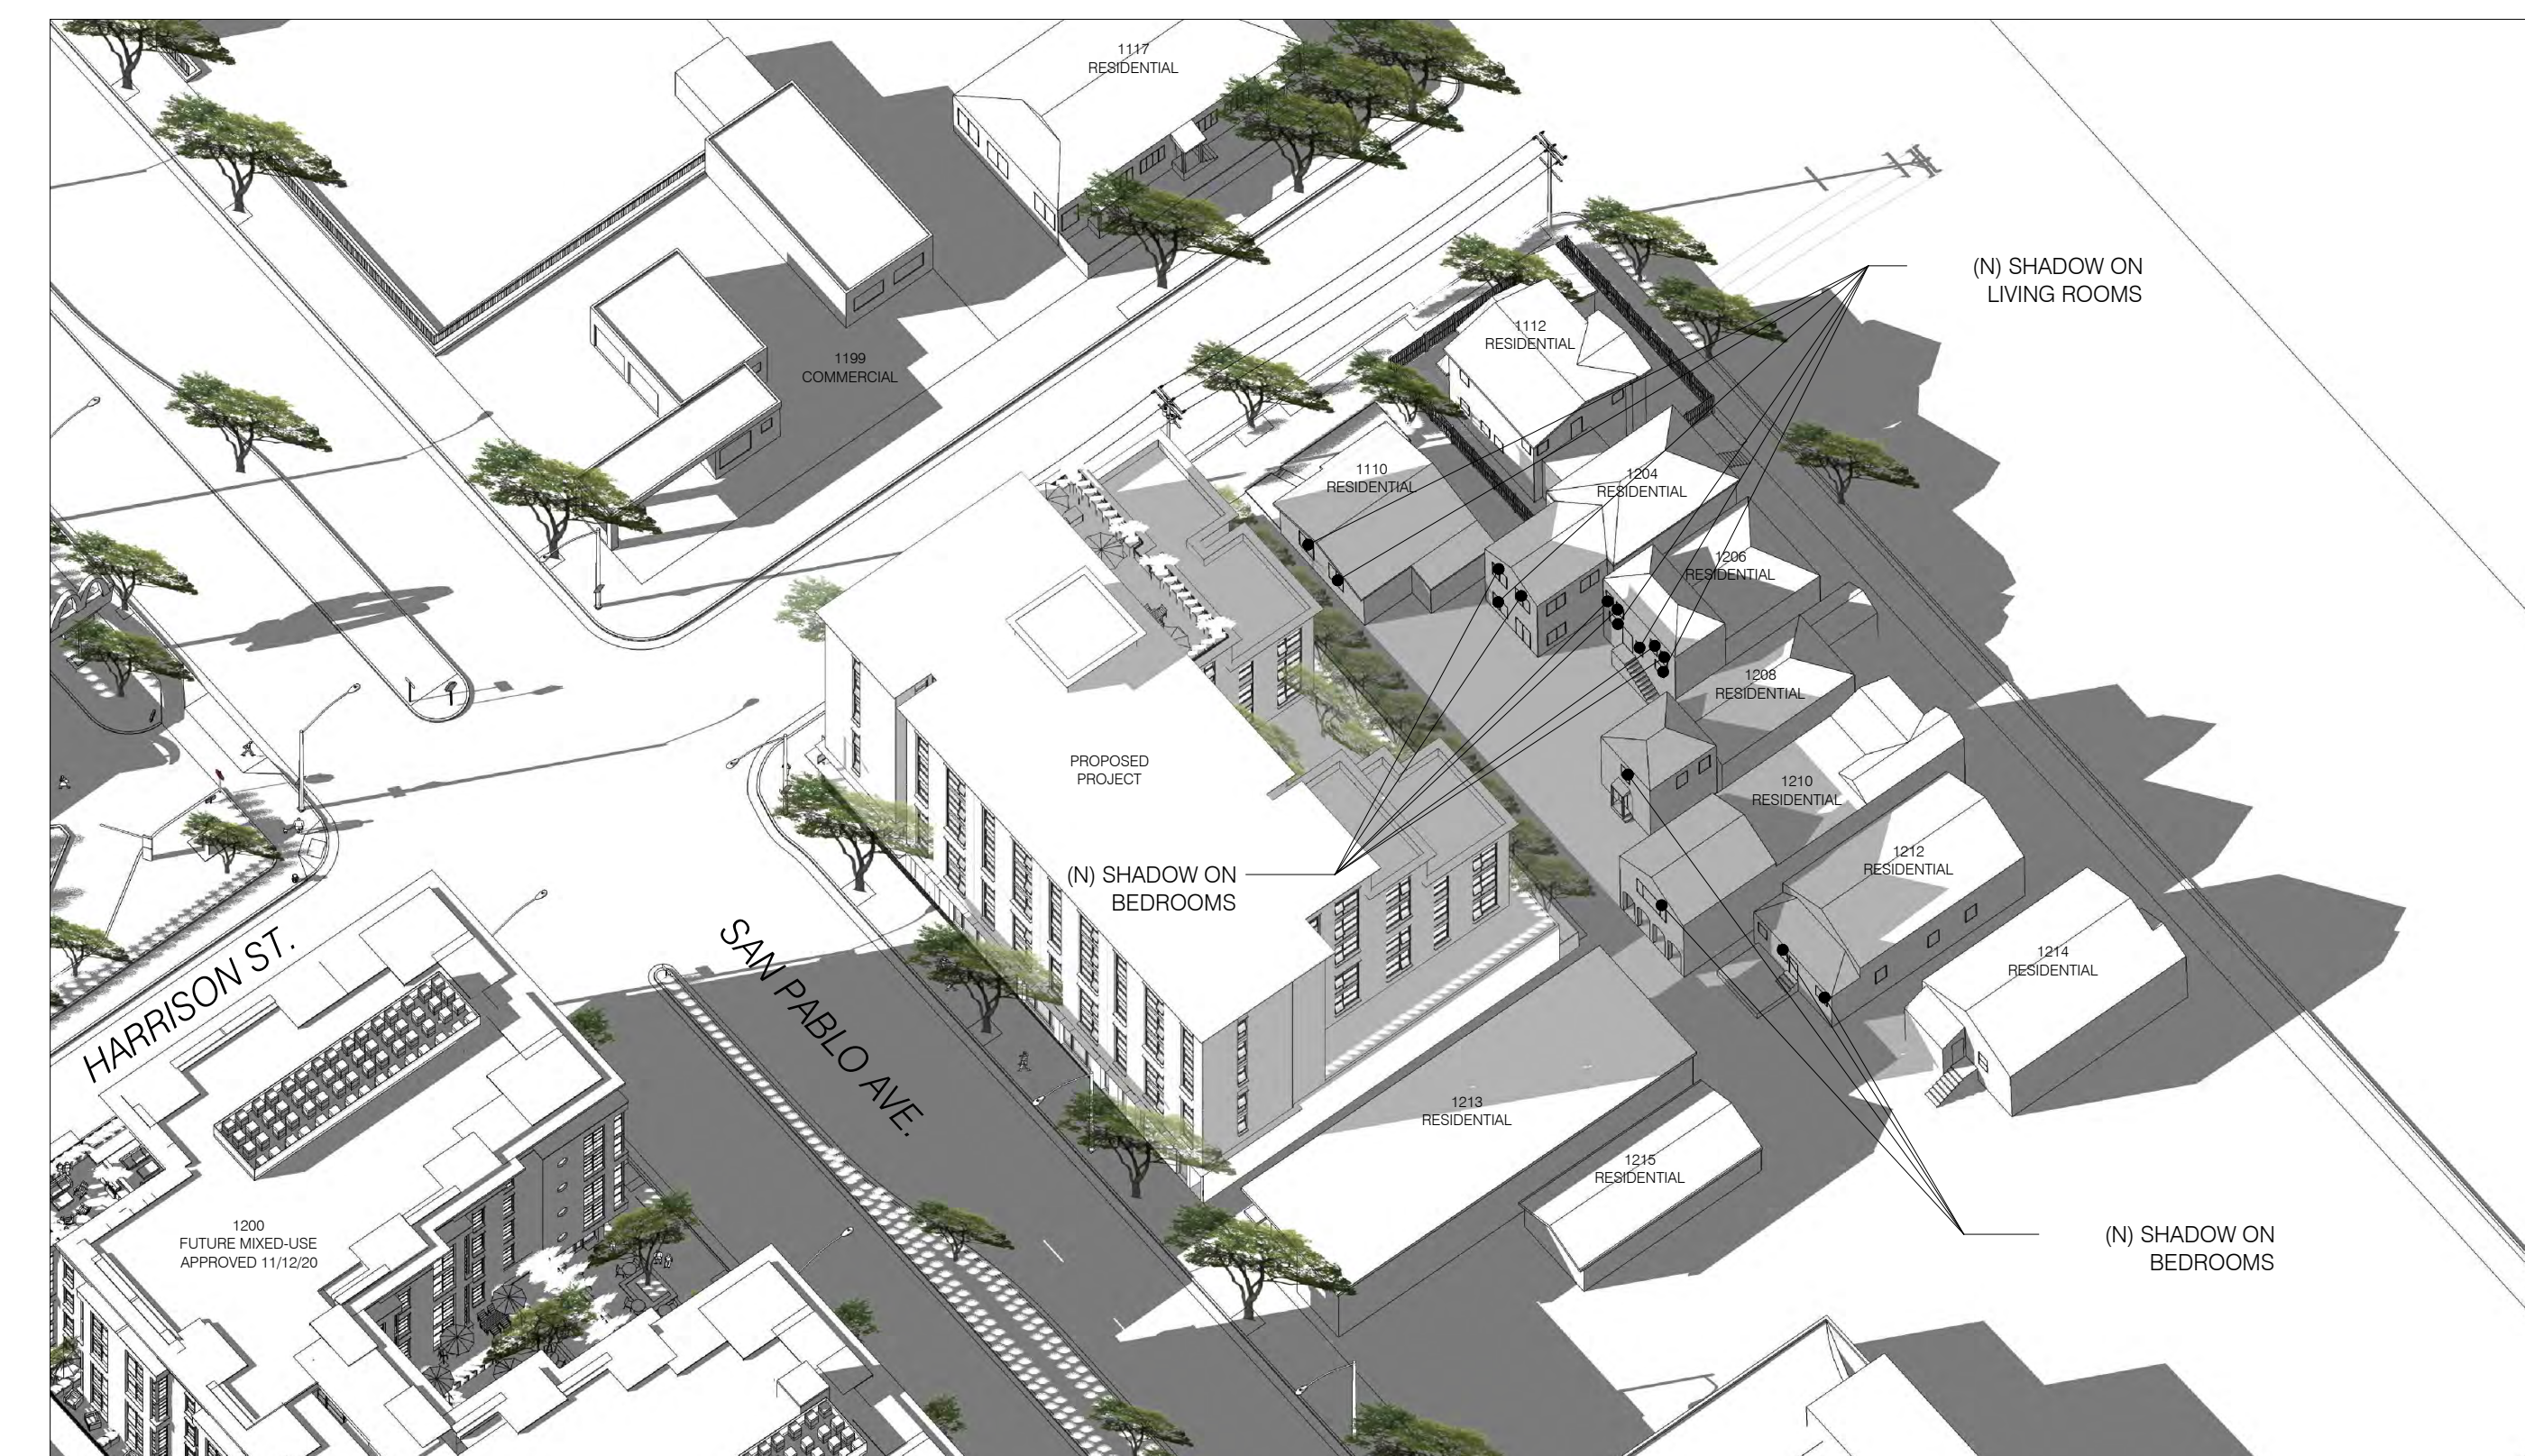 1117
RESIDENTIAL
(N) SHADOW ON
LIVING ROOMS
1112
RESIDENTIAL
1199
COMMERCIAL
1110
RESIDENTIAL
1204
RESIDENTIAL
1206
RESIDENTIAL
1208
RESIDENTIAL
PROPOSED
PROJECT
1210
RESIDENTIAL
1212
RESIDENTIAL
(N) SHADOW ON
BEDROOMS
1214
RESIDENTIAL
HARRISON ST.
SAN PABLO AVE.
1213
RESIDENTIAL
1215
RESIDENTIAL
1200
FUTURE MIXED-USE
APPROVED 11/12/20
(N) SHADOW ON
BEDROOMS